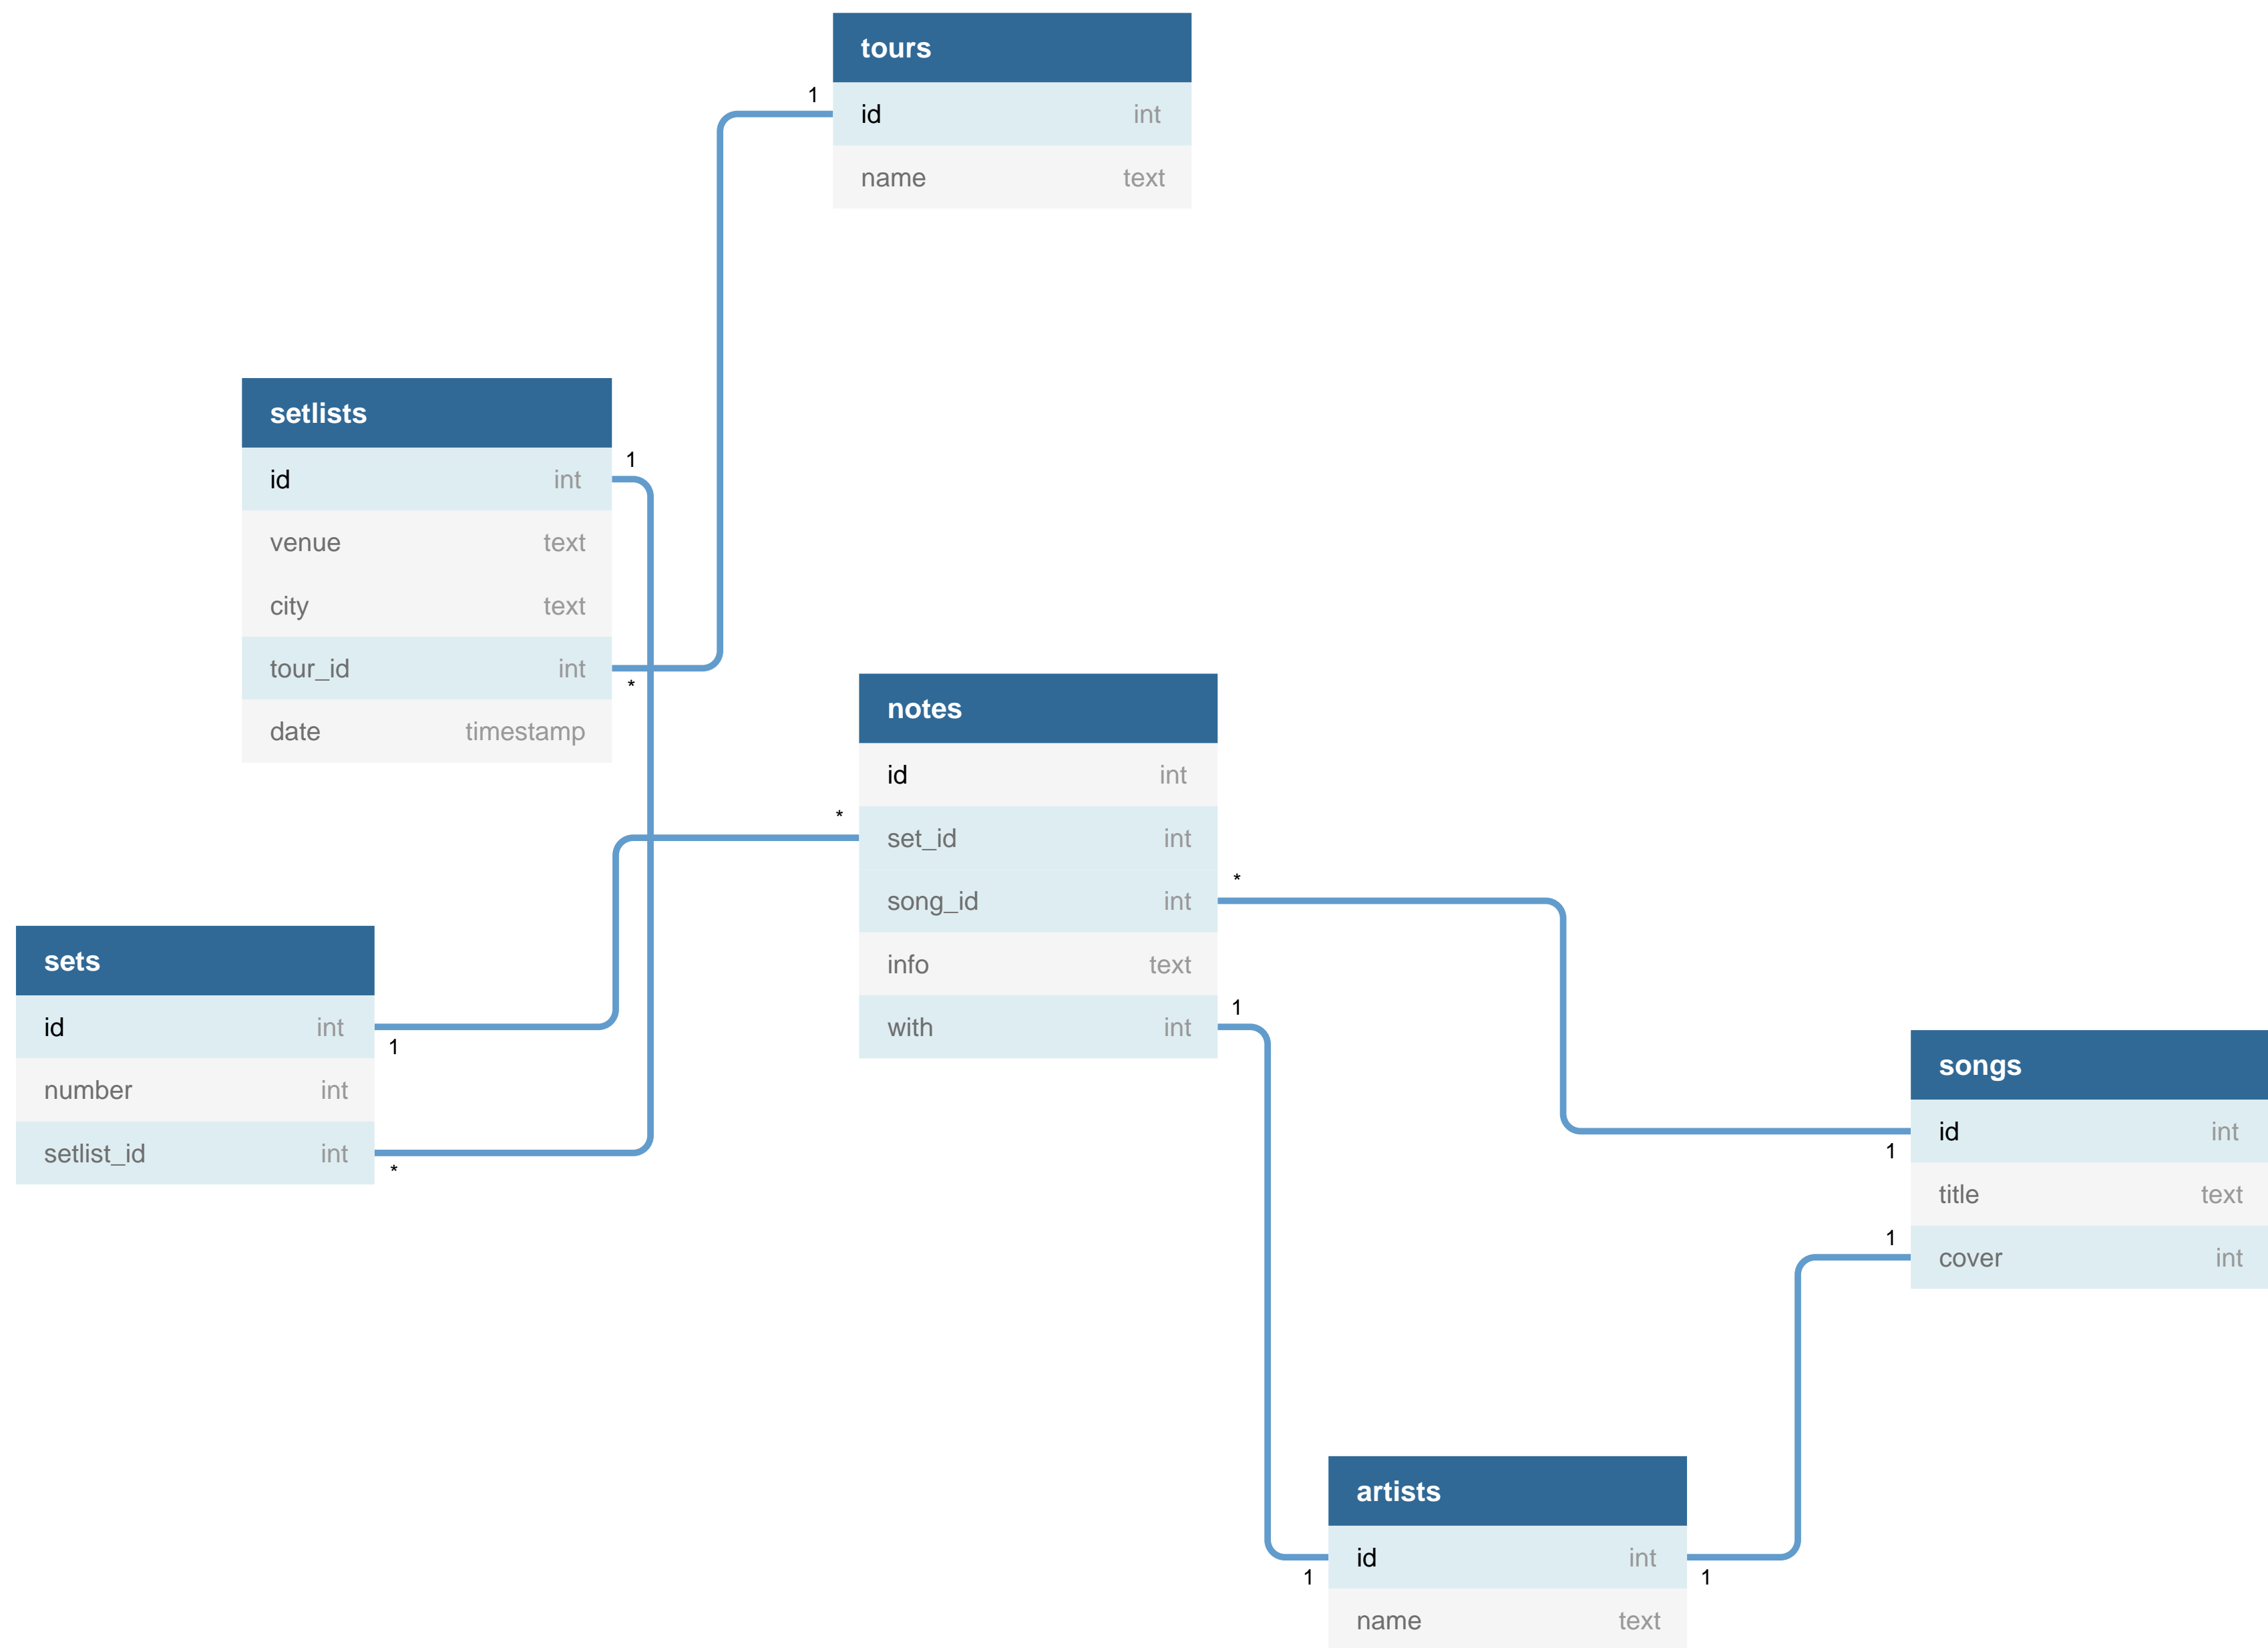 tours
1
id int
name text
setlists
1
id int
venue text
city text
tour_id int
*
date timestamp
notes
id int
*
set_id int
*
song_id int
info text
1
with int
sets
id int
1
number int
setlist_id int
*
songs
id int
1
title text
1
cover int
artists
id int
1 1
name text